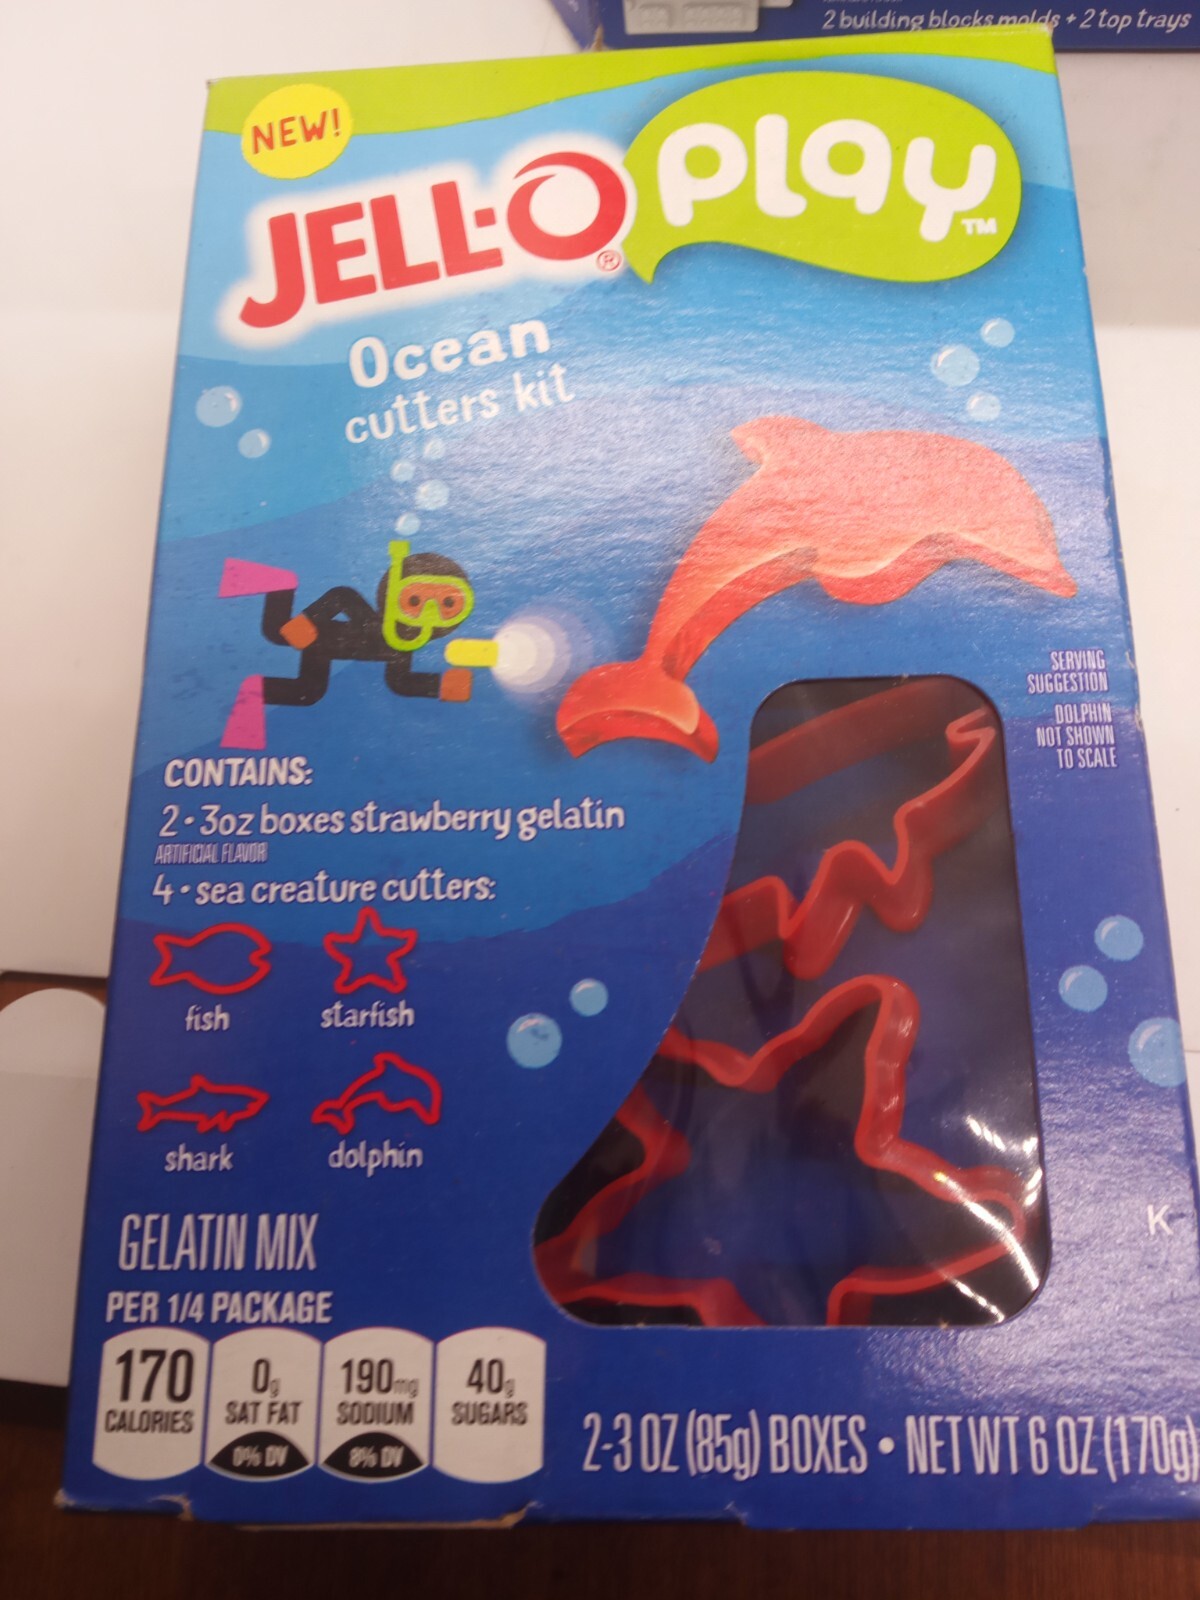 2 building blocks molds + 2 top trays
NEW!
JELL-O® play™
Ocean
cutters kit
SERVING
SUGGESTION
DOLPHIN
NOT SHOWN
TO SCALE
CONTAINS:
2 • 3oz boxes strawberry gelatin
ARTIFICIAL FLAVOR
4 • sea creature cutters:
fish
starfish
shark
dolphin
K
GELATIN MIX
PER 1/4 PACKAGE
170
CALORIES
0g
SAT FAT
0% DV
190mg
SODIUM
8% DV
40g
SUGARS
2-3 OZ (85g) BOXES • NET WT 6 OZ (170g)